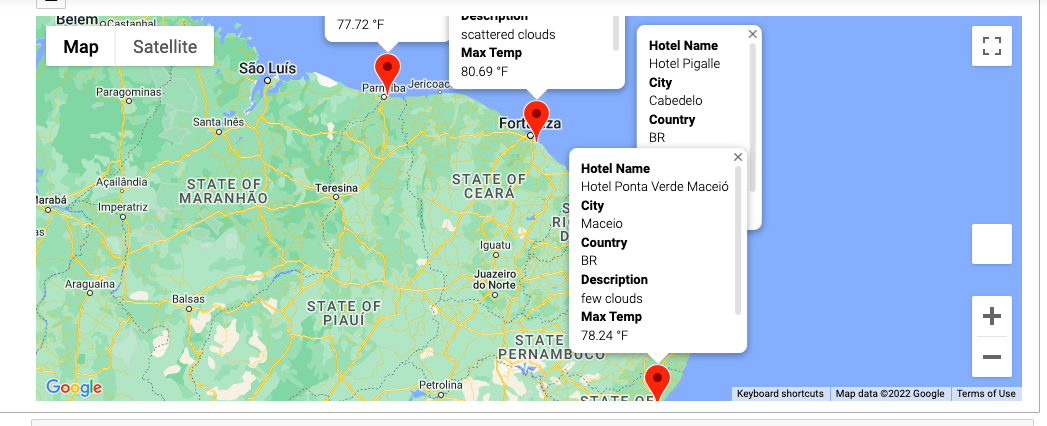 Belém
Castanhal
Map
Satellite
77.72 °F
Description
scattered clouds
Max Temp
80.69 °F
Hotel Name
Hotel Pigalle
City
Cabedelo
Country
BR
São Luís
Paragominas
Parnaíba
Jericoac
Santa Inês
Fortaleza
Hotel Name
Hotel Ponta Verde Maceió
City
Maceio
Country
BR
Description
few clouds
Max Temp
78.24 °F
Açailândia
STATE OF
MARANHÃO
Teresina
STATE OF
CEARÁ
Marabá
Imperatriz
as
S
RI
D
Iguatu
Juazeiro
do Norte
Araguaína
Balsas
STATE OF
PIAUÍ
STATE OF
PERNAMBUCO
Petrolina
STATE OF
Google
Keyboard shortcuts
Map data ©2022 Google
Terms of Use